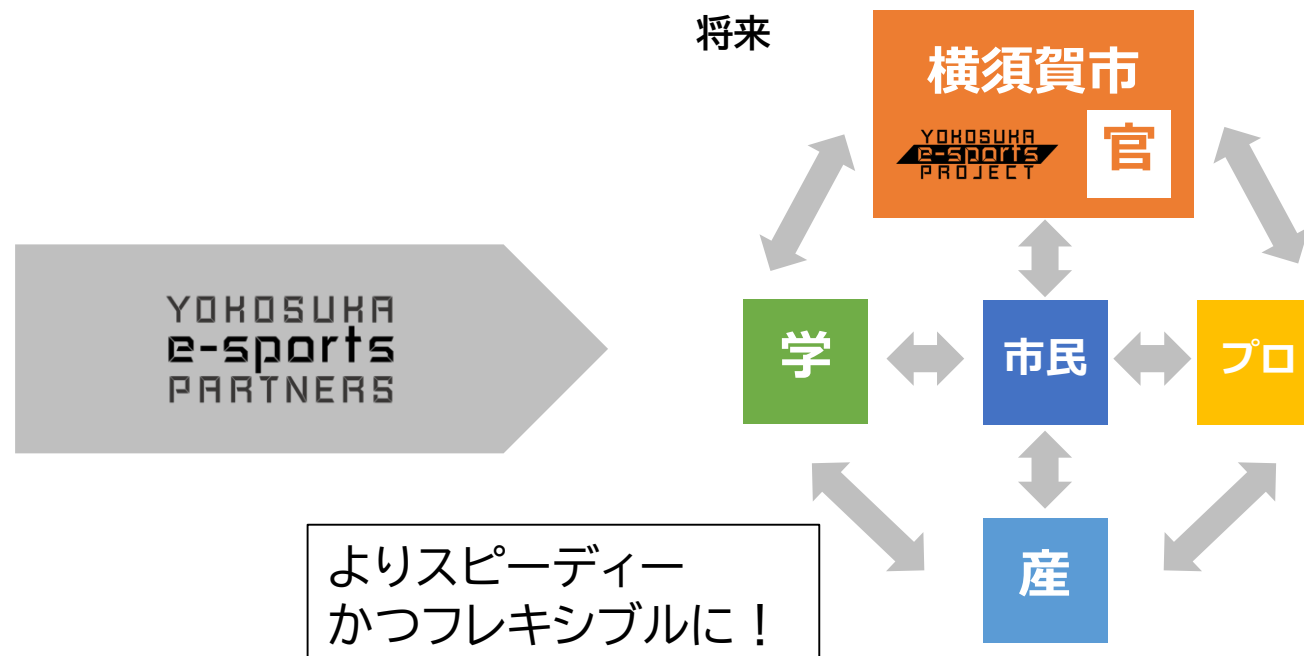 将来
横須賀市
YOKOSUKA
e-sports
PROJECT
官
YOKOSUKA
e-sports
PARTNERS
学
市民
プロ
産
よりスピーディー
かつフレキシブルに！